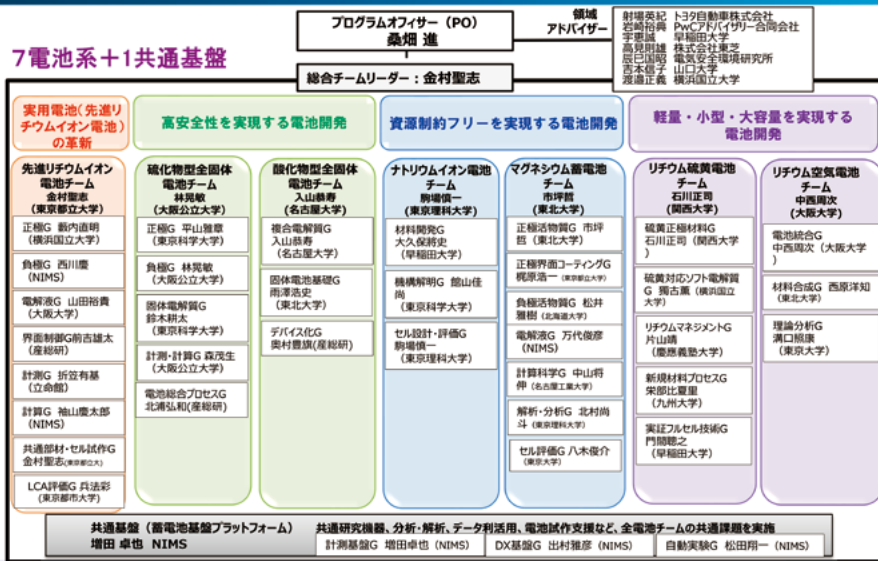 7電池系＋1共通基盤
プログラムオフィサー（PO）
桑畑 進
領域
アドバイザー
射場英紀 トヨタ自動車株式会社
岩崎裕典 PwCアドバイザリー合同会社
宇恵誠 早稲田大学
高見則雄 株式会社東芝
辰巳国昭 電気安全環境研究所
吉本信子 山口大学
渡邉正義 横浜国立大学
総合チームリーダー：金村聖志
実用電池（先進リ
チウムイオン電池）
の革新
高安全性を実現する電池開発
資源制約フリーを実現する電池開発
軽量・小型・大容量を実現する
電池開発
先進リチウムイオン
電池チーム
金村聖志
（東京都立大学）
正極G 藪内直明
（横浜国立大学）
負極G 西川慶
（NIMS）
電解液G 山田裕貴
（大阪大学）
界面制御G前吉雄太
（産総研）
計測G 折笠有基
（立命館）
計算G 袖山慶太郎
（NIMS）
共通部材・セル試作G
金村聖志（東京都立大）
LCA評価G 兵法彩
（東京都市大学）
硫化物型全固体
電池チーム
林晃敏
（大阪公立大学）
正極G 平山雅章
（東京科学大学）
負極G 林晃敏
（大阪公立大学）
固体電解質G
鈴木耕太
（東京科学大学）
計測・計算G 森茂生
（大阪公立大学）
電池総合プロセスG
北浦弘和（産総研）
酸化物型全固体
電池チーム
入山恭寿
（名古屋大学）
複合電解質G
入山恭寿
（名古屋大学）
固体電池基礎G
雨澤浩史
（東北大学）
デバイス化G
奥村豊旗（産総研）
ナトリウムイオン電池
チーム
駒場慎一
（東京理科大学）
材料開発G
大久保將史
（早稲田大学）
機構解明G 館山佳
尚
（東京科学大学）
セル設計・評価G
駒場慎一
（東京理科大学）
マグネシウム蓄電池
チーム
市坪哲
（東北大学）
正極活物質G 市坪
哲（東北大学）
正極界面コーティングG
梶原浩一（東京都立大学）
負極活物質G 松井
雅樹（北海道大学）
電解液G 万代俊彦
（NIMS）
計算科学G 中山将
伸（名古屋工業大学）
解析・分析G 北村尚
斗（東京理科大学）
セル評価G 八木俊介
（東京大学）
リチウム硫黄電池
チーム
石川正司
（関西大学）
硫黄正極材料G
石川正司（関西大学
）
硫黄対応ソフト電解質
G 獨古薫（横浜国立大
学）
リチウムマネジメントG
片山靖
（慶應義塾大学）
新規材料プロセスG
栄部比夏里
（九州大学）
実証フルセル技術G
門間聰之
（早稲田大学）
リチウム空気電池
チーム
中西周次
（大阪大学）
電池統合G
中西周次（大阪大学
）
材料合成G 西原洋知
（東北大学）
理論分析G
溝口照康
（東京大学）
共通基盤（蓄電池基盤プラットフォーム） 共通研究機器、分析・解析、データ利活用、電池試作支援など、全電池チームの共通課題を実施
増田 卓也 NIMS
計測基盤G 増田卓也（NIMS）
DX基盤G 出村雅彦（NIMS）
自動実験G 松田翔一（NIMS）